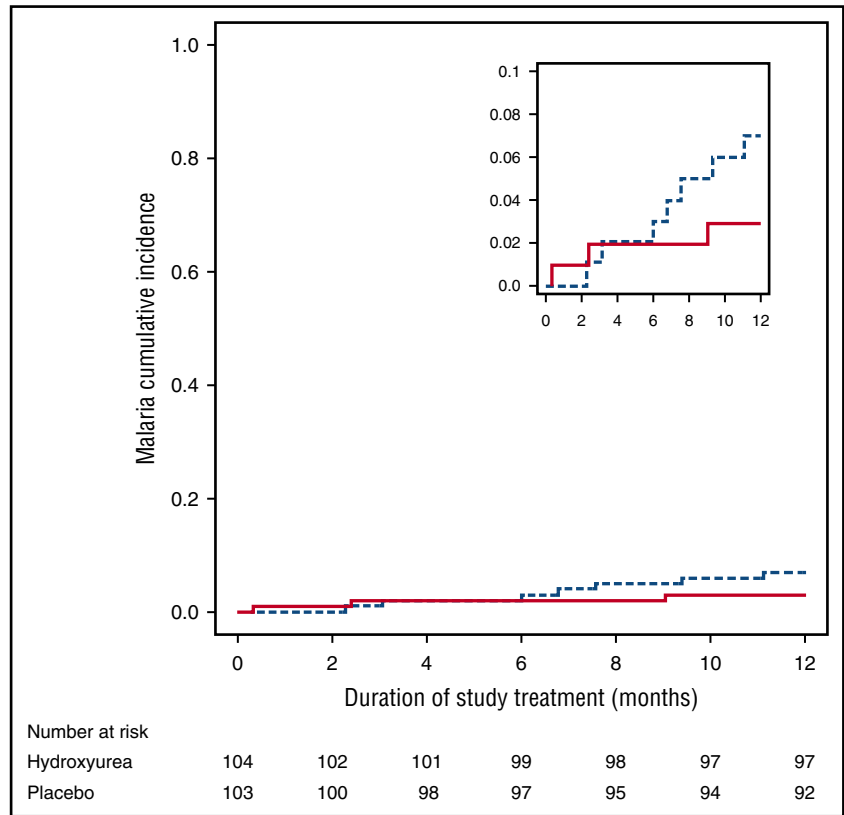 1.0
0.8
0.6
0.4
0.2
0.0
Malaria cumulative incidence
0.1
0.08
0.06
0.04
0.02
0.0
0 2 4 6 8 10 12
0 2 4 6 8 10 12
Duration of study treatment (months)
Number at risk
Hydroxyurea 104 102 101 99 98 97 97
Placebo 103 100 98 97 95 94 92